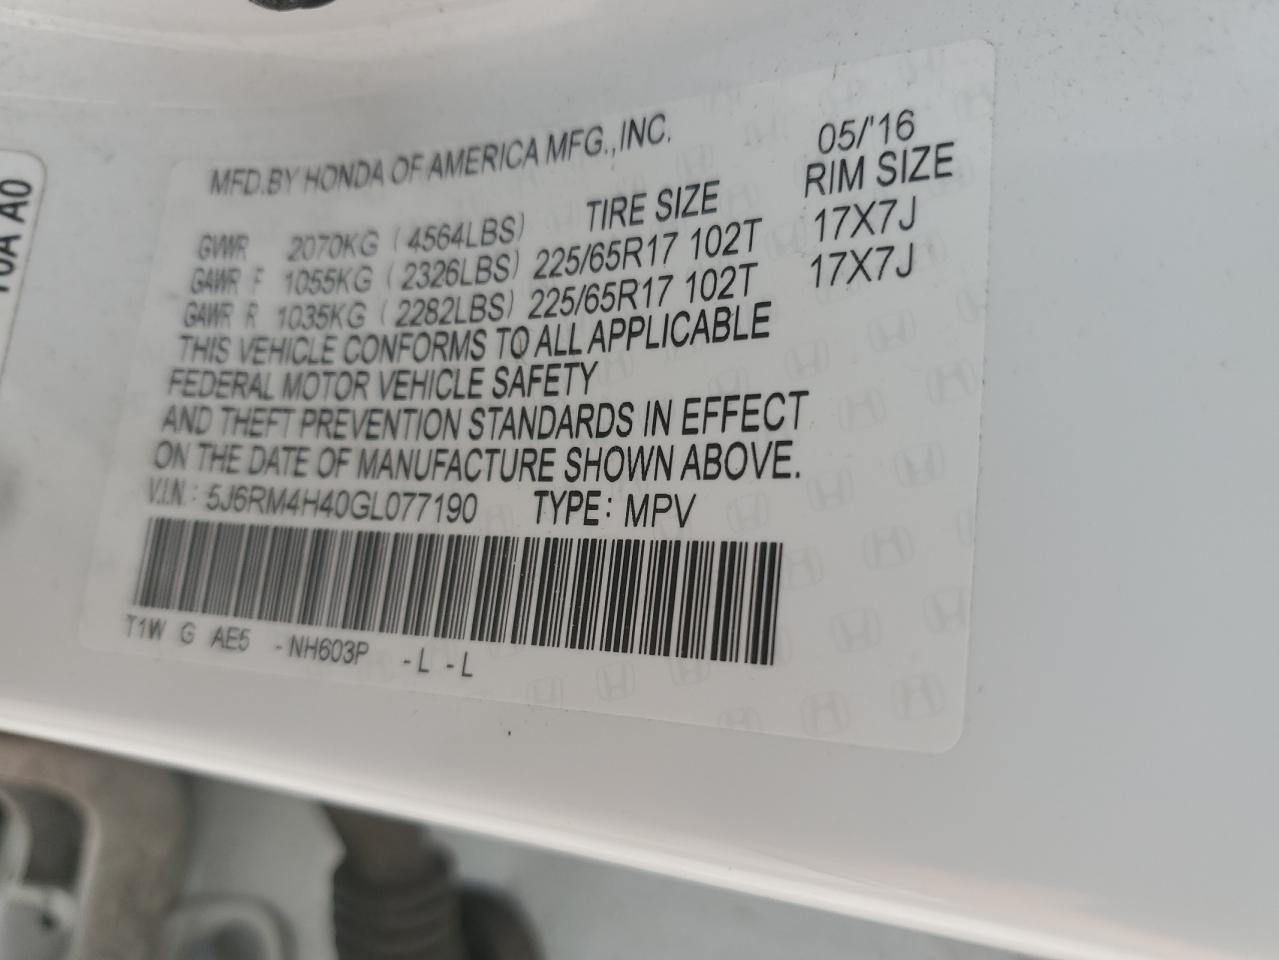 MFD.BY HONDA OF AMERICA MFG.,INC. 05/'16
TIRE SIZE RIM SIZE
GVWR 2070KG (4564LBS)
GAWR F 1055KG (2326LBS) 225/65R17 102T 17X7J
GAWR R 1035KG (2282LBS) 225/65R17 102T 17X7J
THIS VEHICLE CONFORMS TO ALL APPLICABLE
FEDERAL MOTOR VEHICLE SAFETY
AND THEFT PREVENTION STANDARDS IN EFFECT
ON THE DATE OF MANUFACTURE SHOWN ABOVE.
V.I.N.: 5J6RM4H40GL077190 TYPE: MPV
T1W G AE5 -NH603P -L -L
A0